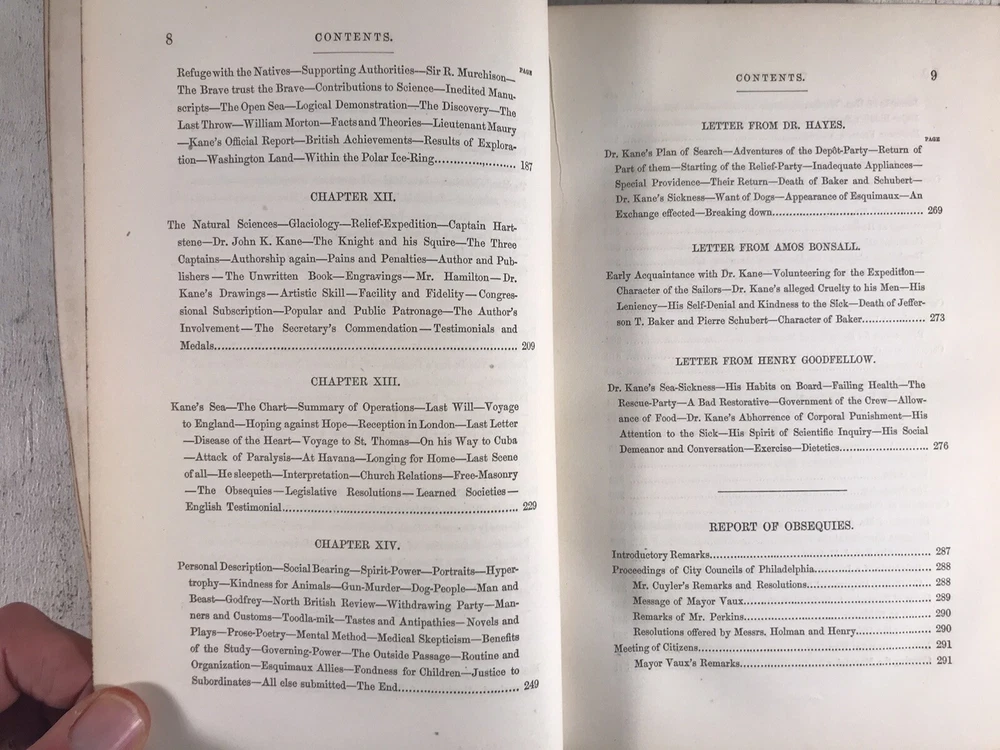 8
CONTENTS.
PAGE
Refuge with the Natives—Supporting Authorities—Sir R. Murchison—
The Brave trust the Brave—Contributions to Science—Inedited Manu-
scripts—The Open Sea—Logical Demonstration—The Discovery—The
Last Throw—William Morton—Facts and Theories—Lieutenant Maury
—Kane's Official Report—British Achievements—Results of Explora-
tion—Washington Land—Within the Polar Ice-Ring.................... 187
CHAPTER XII.
The Natural Sciences—Glaciology—Relief-Expedition—Captain Hart-
stene—Dr. John K. Kane—The Knight and his Squire—The Three
Captains—Authorship again—Pains and Penalties—Author and Pub-
lishers—The Unwritten Book—Engravings—Mr. Hamilton—Dr.
Kane's Drawings—Artistic Skill—Facility and Fidelity—Congres-
sional Subscription—Popular and Public Patronage—The Author's
Involvement—The Secretary's Commendation—Testimonials and
Medals.................... 209
CHAPTER XIII.
Kane's Sea—The Chart—Summary of Operations—Last Will—Voyage
to England—Hoping against Hope—Reception in London—Last Letter
—Disease of the Heart—Voyage to St. Thomas—On his Way to Cuba
—Attack of Paralysis—At Havana—Longing for Home—Last Scene
of all—He sleepeth—Interpretation—Church Relations—Free-Masonry
—The Obsequies—Legislative Resolutions—Learned Societies—
English Testimonial.................... 229
CHAPTER XIV.
Personal Description—Social Bearing—Spirit-Power—Portraits—Hyper-
trophy—Kindness for Animals—Gun-Murder—Dog-People—Man and
Beast—Godfrey—North British Review—Withdrawing Party—Man-
ners and Customs—Toodla-mik—Tastes and Antipathies—Novels and
Plays—Prose-Poetry—Mental Method—Medical Skepticism—Benefits
of the Study—Governing-Power—The Outside Passage—Routine and
Organization—Esquimaux Allies—Fondness for Children—Justice to
Subordinates—All else submitted—The End.................... 249
CONTENTS.
9
LETTER FROM DR. HAYES.
PAGE
Dr. Kane's Plan of Search—Adventures of the Depôt-Party—Return of
Part of them—Starting of the Relief-Party—Inadequate Appliances—
Special Providence—Their Return—Death of Baker and Schubert—
Dr. Kane's Sickness—Want of Dogs—Appearance of Esquimaux—An
Exchange effected—Breaking down.................... 269
LETTER FROM AMOS BONSALL.
Early Acquaintance with Dr. Kane—Volunteering for the Expedition—
Character of the Sailors—Dr. Kane's alleged Cruelty to his Men—His
Leniency—His Self-Denial and Kindness to the Sick—Death of Jeffer-
son T. Baker and Pierre Schubert—Character of Baker.................... 273
LETTER FROM HENRY GOODFELLOW.
Dr. Kane's Sea-Sickness—His Habits on Board—Failing Health—The
Rescue-Party—A Bad Restorative—Government of the Crew—Allow-
ance of Food—Dr. Kane's Abhorrence of Corporal Punishment—His
Attention to the Sick—His Spirit of Scientific Inquiry—His Social
Demeanor and Conversation—Exercise—Dietetics.................... 276
REPORT OF OBSEQUIES.
Introductory Remarks.................... 287
Proceedings of City Councils of Philadelphia.................... 288
Mr. Cuyler's Remarks and Resolutions.................... 288
Message of Mayor Vaux.................... 289
Remarks of Mr. Perkins.................... 290
Resolutions offered by Messrs. Holman and Henry.................... 290
Meeting of Citizens.................... 291
Mayor Vaux's Remarks.................... 291